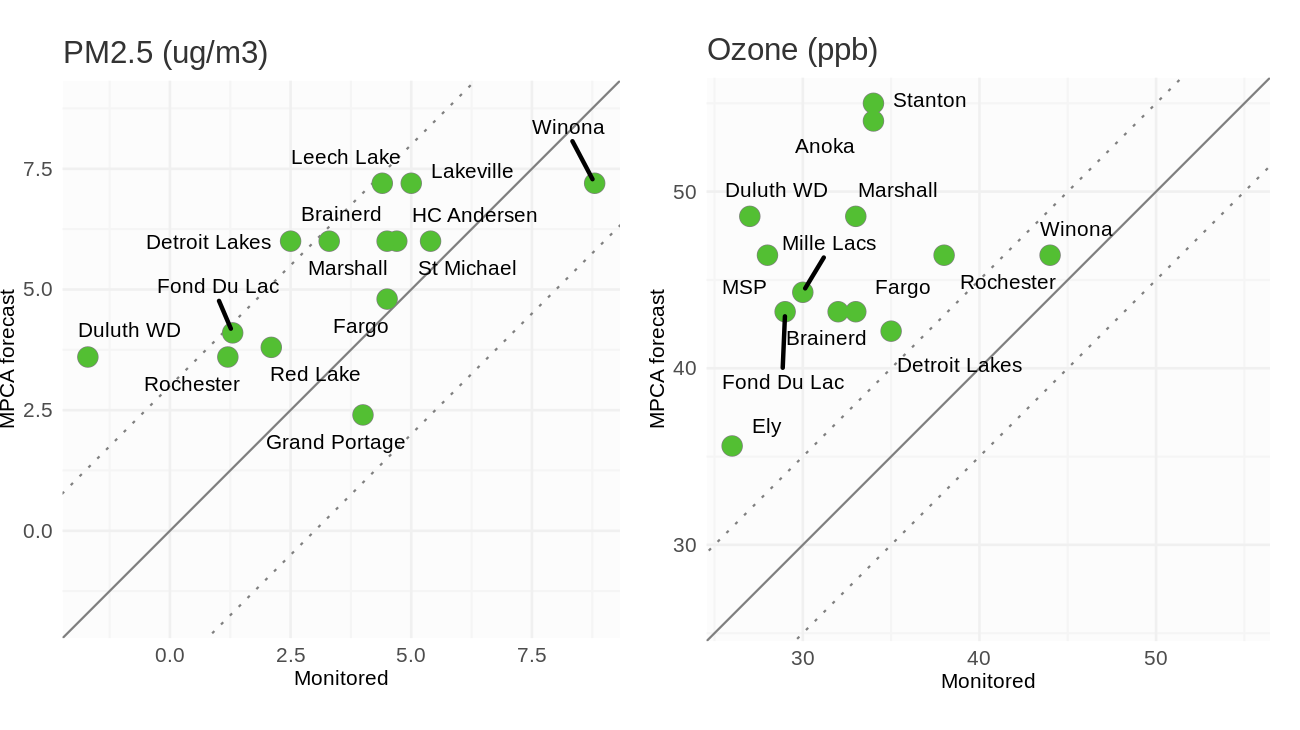 PM2.5 (ug/m3)
Winona
Leech Lake
Lakeville
7.5
Brainerd
HC Andersen
Detroit Lakes
Marshall
St Michael
Fond Du Lac
5.0
Duluth WD
Fargo
Rochester
Red Lake
2.5
Grand Portage
0.0
MPCA forecast
0.0
2.5
5.0
7.5
Monitored
Ozone (ppb)
Stanton
Anoka
50
Duluth WD
Marshall
Winona
Mille Lacs
MSP
Fargo
Rochester
Brainerd
40
Detroit Lakes
Fond Du Lac
Ely
30
MPCA forecast
30
40
50
Monitored